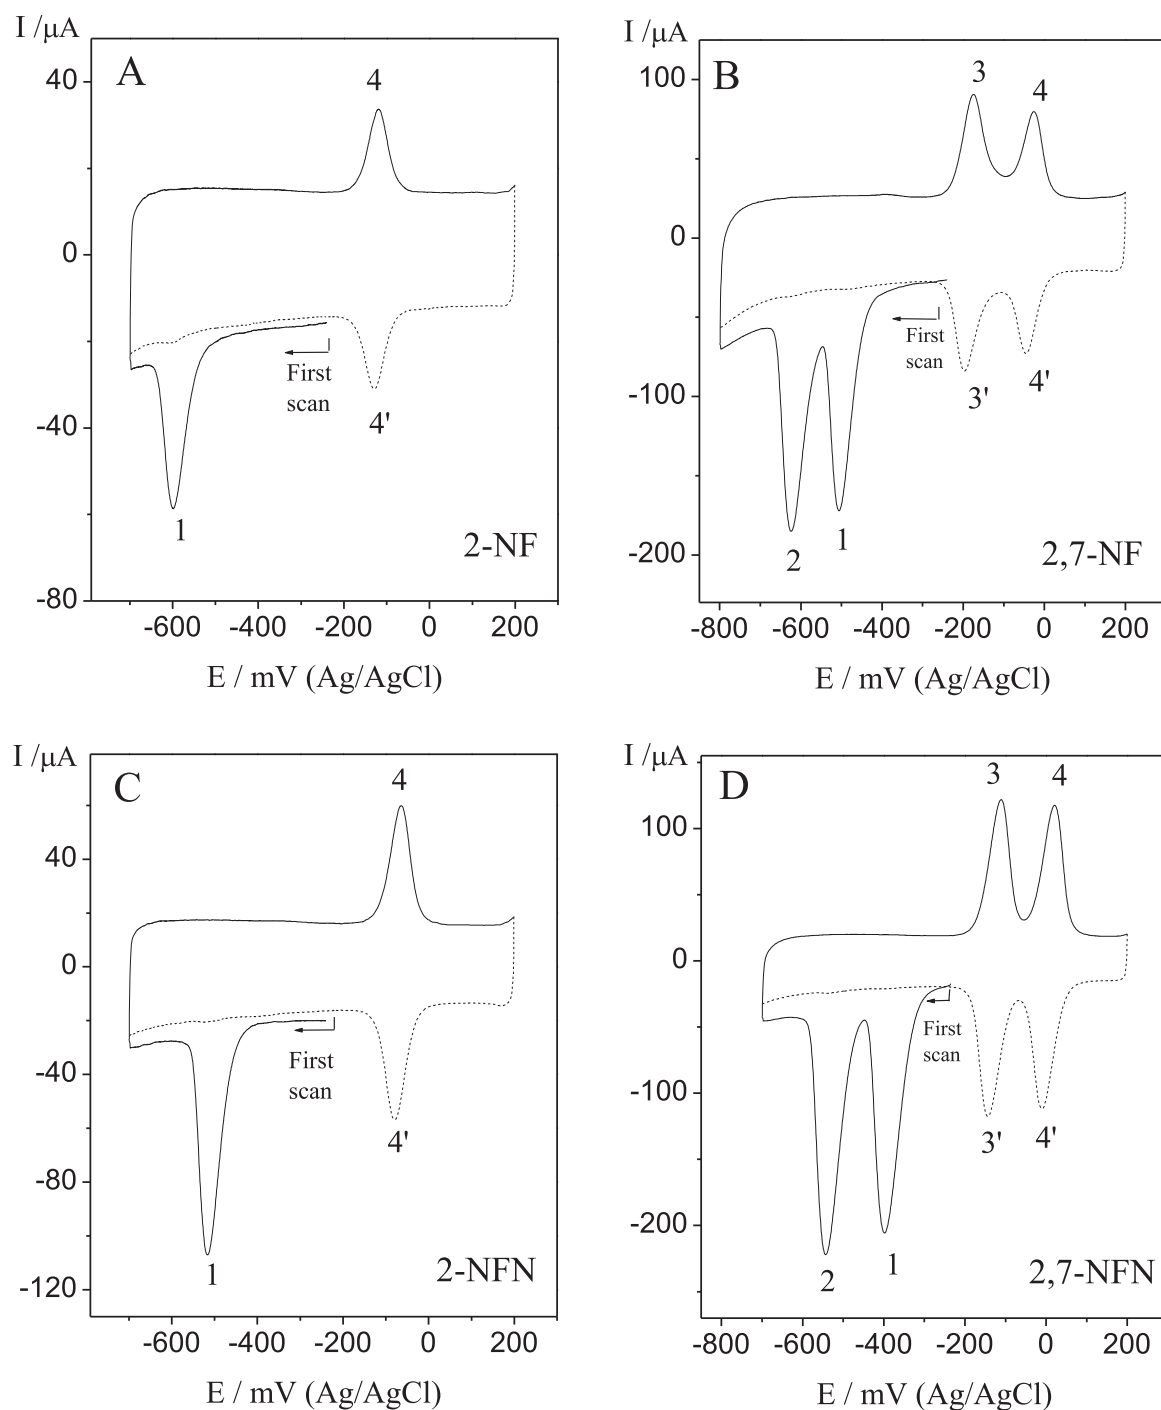 I /μA
A
4
40
0
-40
-80
First
scan
4'
1
2-NF
-600 -400 -200 0 200
E / mV (Ag/AgCl)
I /μA
B
3
4
100
0
-100
-200
First
scan
3'
4'
2
1
2,7-NF
-800 -600 -400 -200 0 200
E / mV (Ag/AgCl)
I /μA
C
4
40
0
-40
-80
-120
First
scan
4'
1
2-NFN
-600 -400 -200 0 200
E / mV (Ag/AgCl)
I /μA
D
3
4
100
0
-100
-200
First
scan
3'
4'
2
1
2,7-NFN
-800 -600 -400 -200 0 200
E / mV (Ag/AgCl)